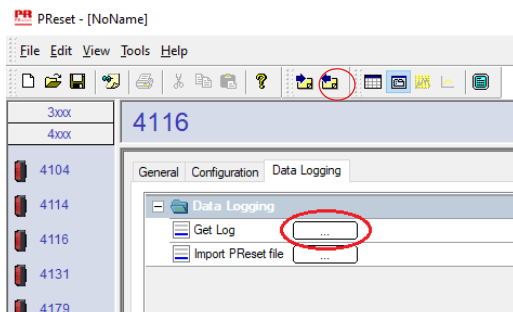 PR PReset - [NoName]
File Edit View Tools Help
3xxx
4xxx
4116
4104
4114
4116
4131
4179
General Configuration Data Logging
Data Logging
Get Log ...
Import PReset file ...